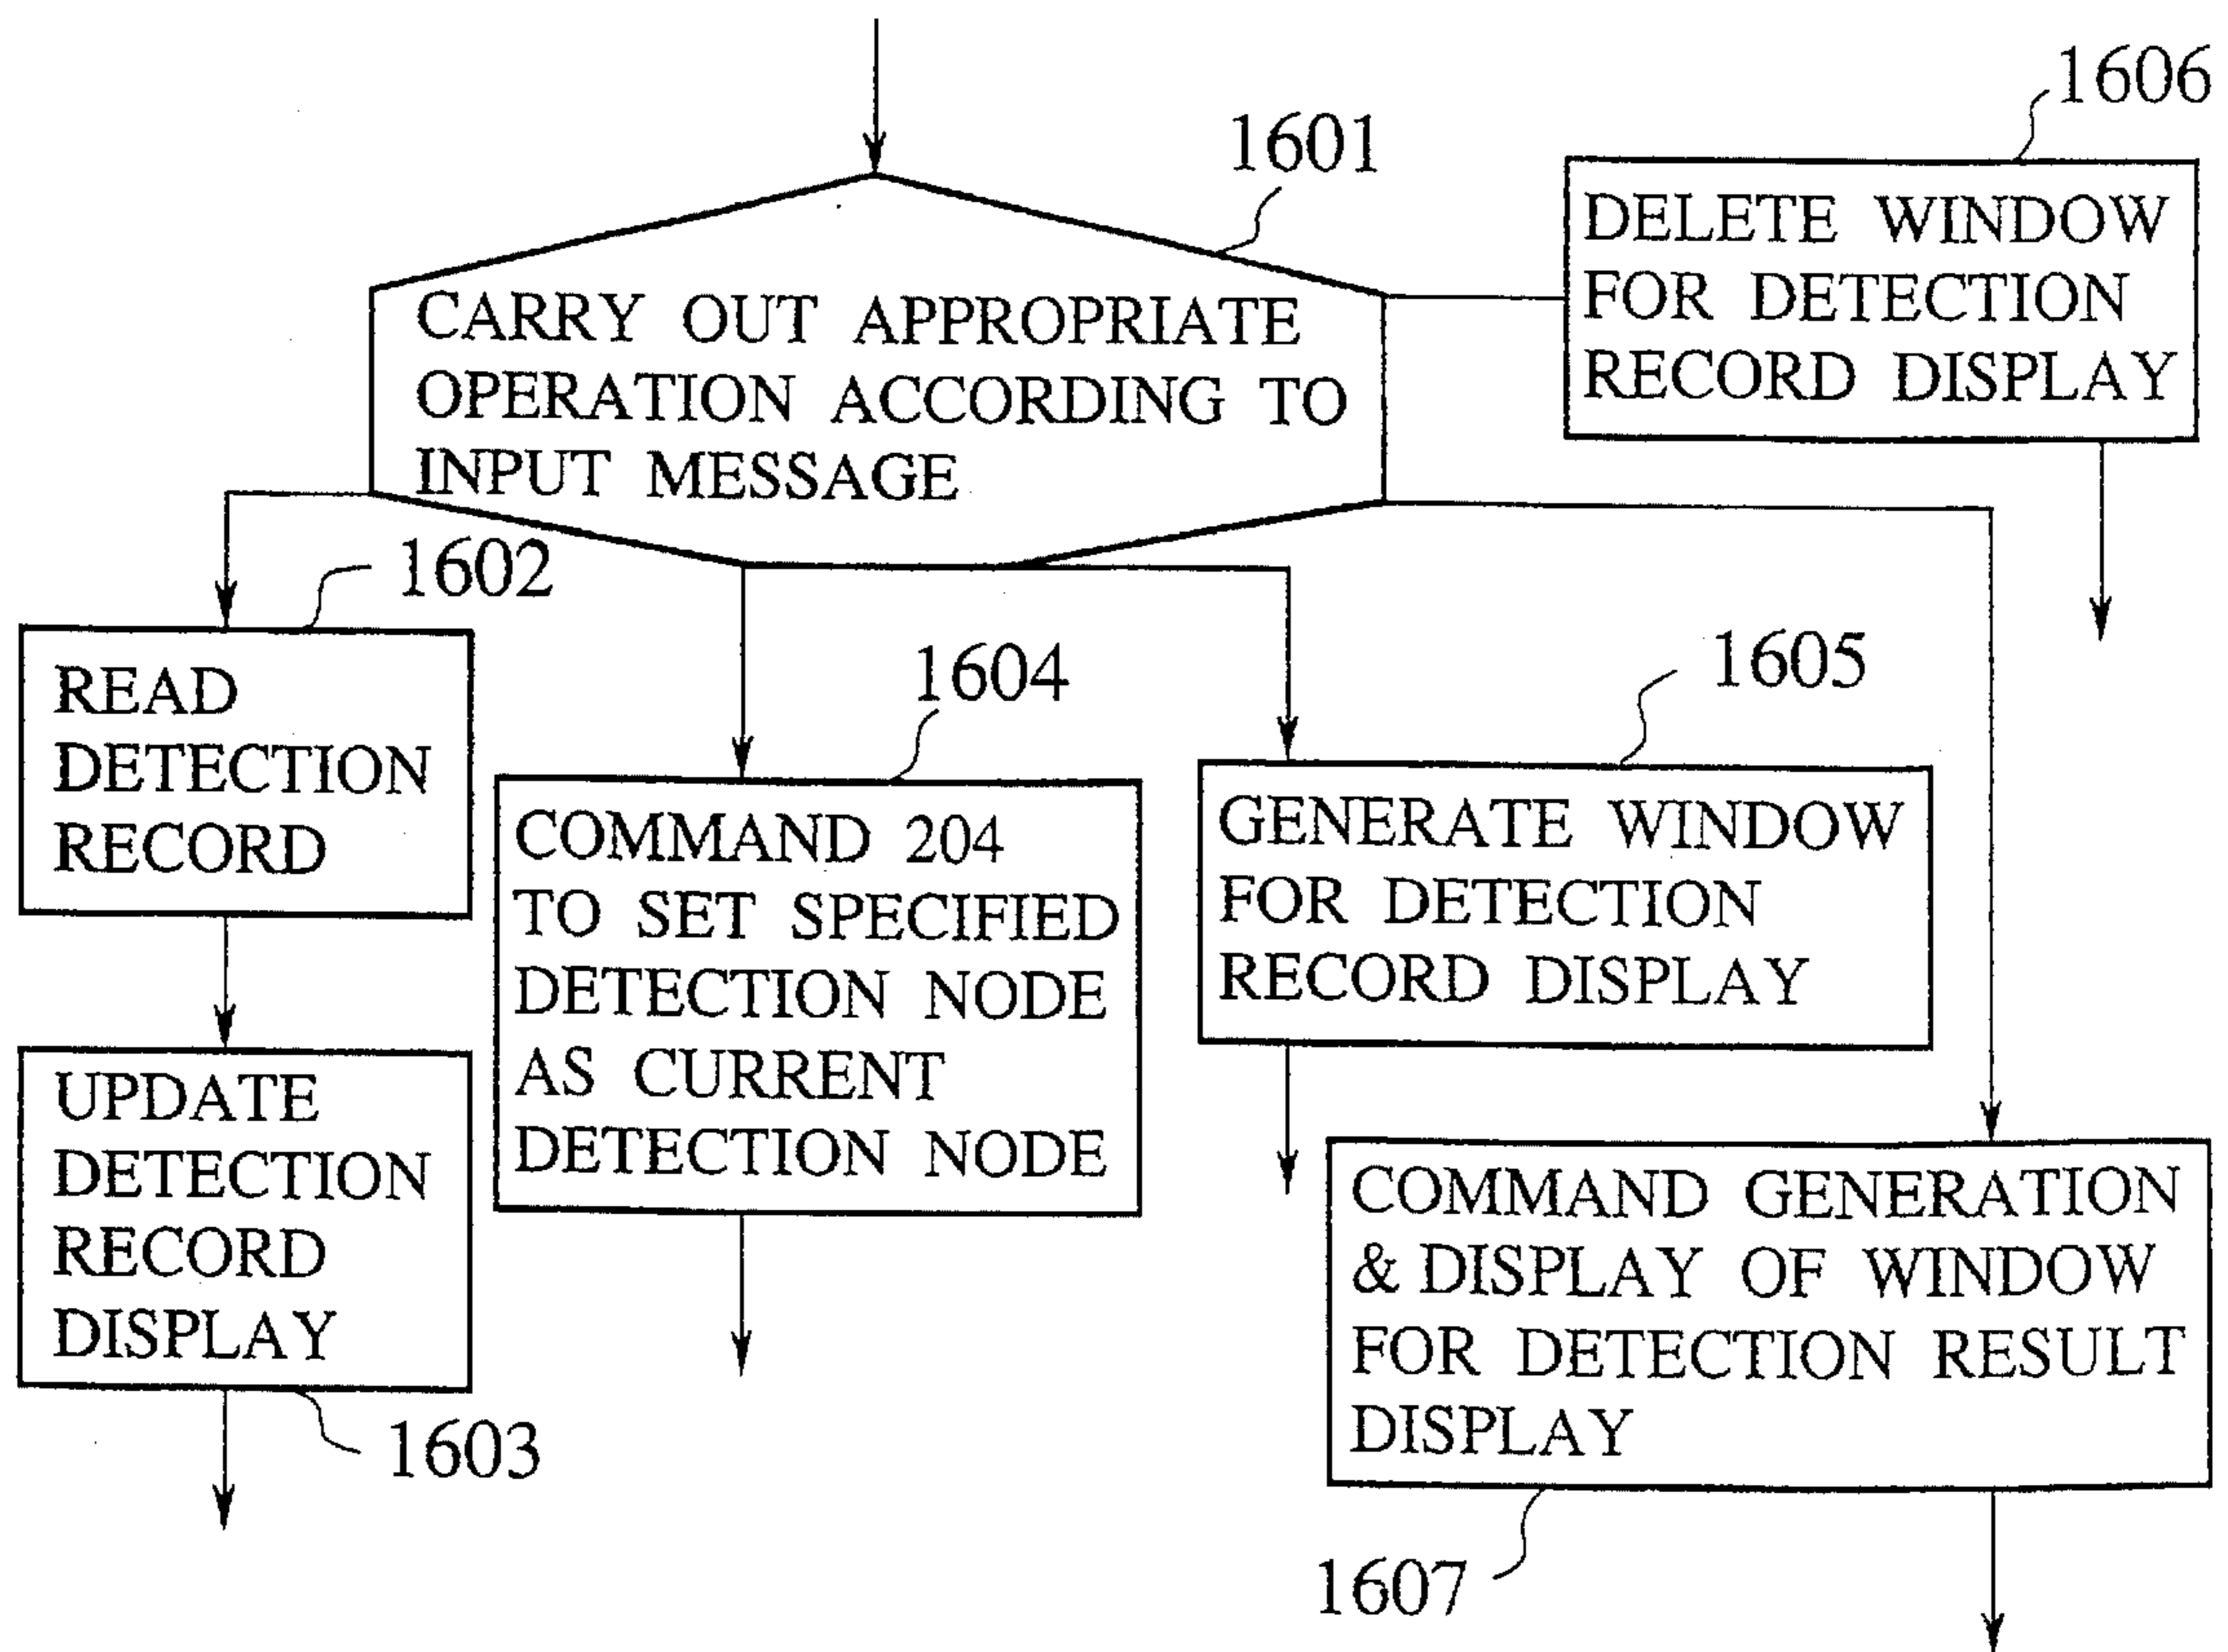 1606
1601
DELETE WINDOW
FOR DETECTION
RECORD DISPLAY
CARRY OUT APPROPRIATE
OPERATION ACCORDING TO
INPUT MESSAGE
1602
READ
DETECTION
RECORD
1604
COMMAND 204
TO SET SPECIFIED
DETECTION NODE
AS CURRENT
DETECTION NODE
1605
GENERATE WINDOW
FOR DETECTION
RECORD DISPLAY
UPDATE
DETECTION
RECORD
DISPLAY
1603
COMMAND GENERATION
& DISPLAY OF WINDOW
FOR DETECTION RESULT
DISPLAY
1607